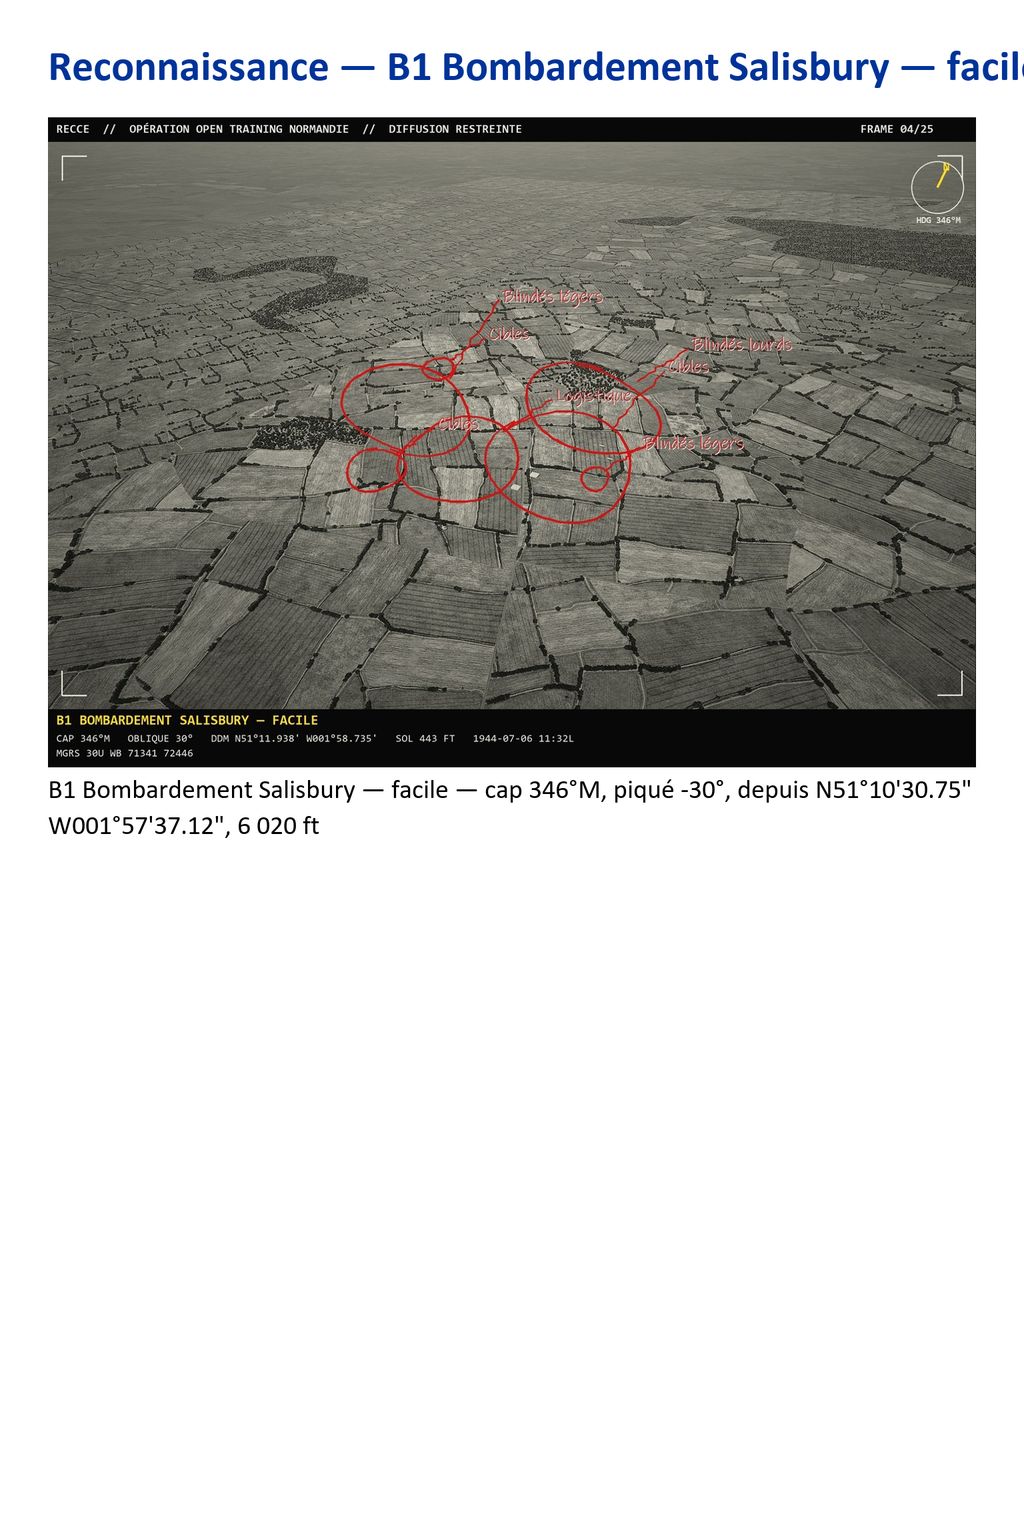 Reconnaissance — B1 Bombardement Salisbury — facile
RECCE // OPÉRATION OPEN TRAINING NORMANDIE // DIFFUSION RESTREINTE FRAME 04/25
N
HDG 346°M
Blindés légers
Cibles
Blindés lourds
Cibles
Logistique
Cibles
Blindés légers
B1 BOMBARDEMENT SALISBURY — FACILE
CAP 346°M OBLIQUE 30° DDM N51°11.938' W001°58.735' SOL 443 FT 1944-07-06 11:32L
MGRS 30U WB 71341 72446
B1 Bombardement Salisbury — facile — cap 346°M, piqué -30°, depuis N51°10'30.75"
W001°57'37.12", 6 020 ft